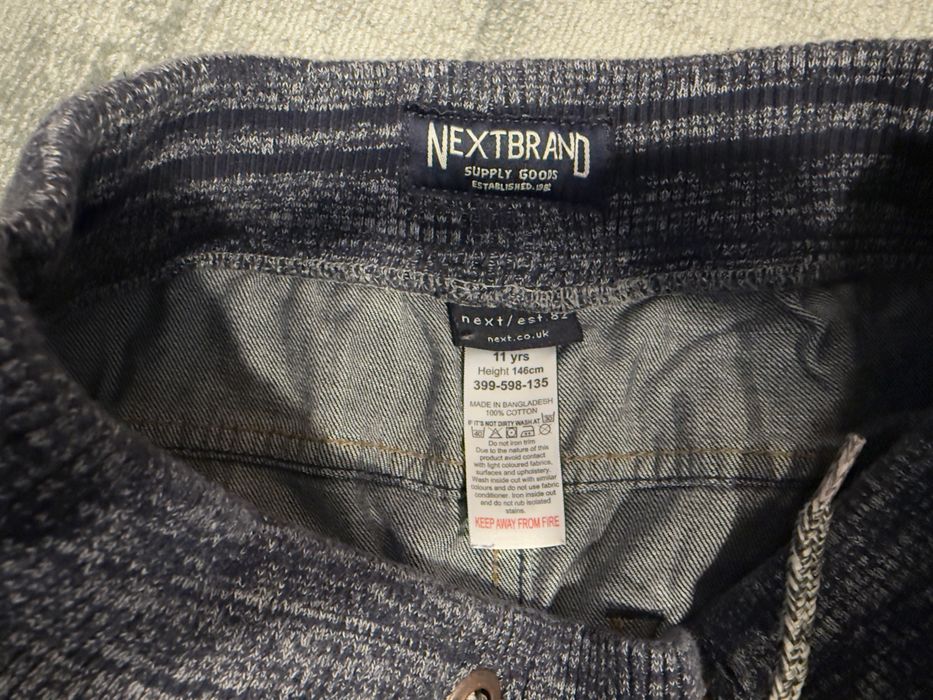 NEXTBRAND
SUPPLY GOODS
ESTABLISHED.1982
next/est.82
next.co.uk
11 yrs
Height 146cm
399-598-135
MADE IN BANGLADESH
100% COTTON
IF IT'S NOT DIRTY WASH AT 30
40
Do not iron trim
Due to the nature of this
product avoid contact
with light coloured fabrics,
surfaces and upholstery.
Wash inside out with similar
colours and do not use fabric
conditioner. Iron inside out
and do not rub isolated
stains.
KEEP AWAY FROM FIRE